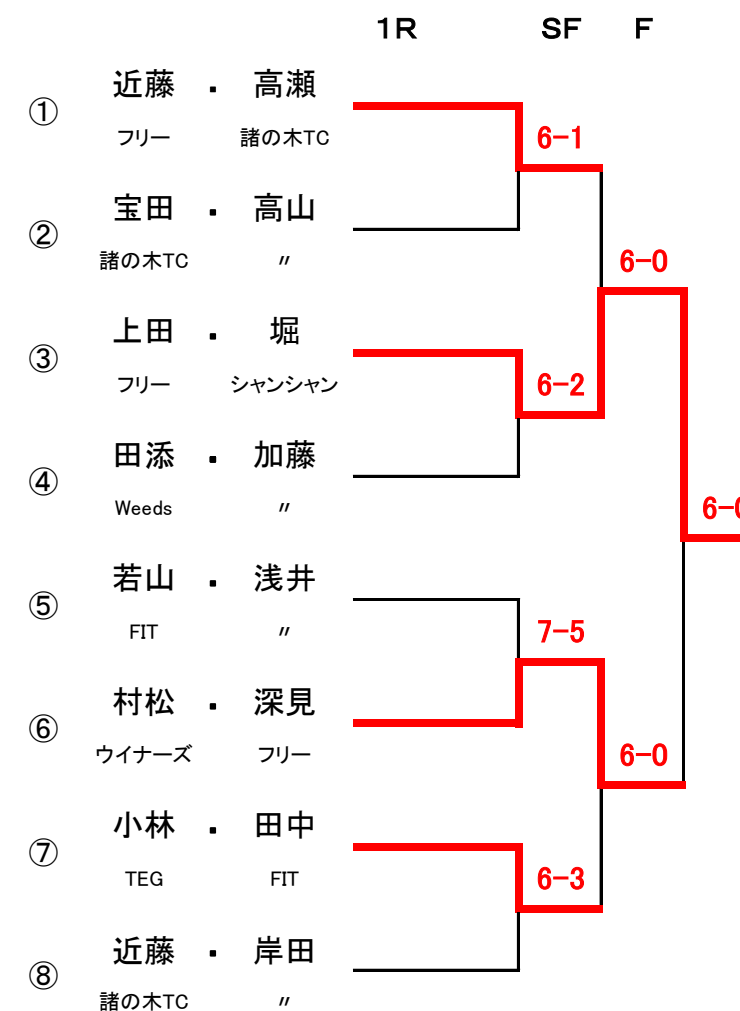 1R SF F
① 近藤 ・ 高瀬
フリー 諸の木TC
6-1
② 宝田 ・ 高山
諸の木TC 〃
6-0
③ 上田 ・ 堀
フリー シャンシャン
6-2
④ 田添 ・ 加藤
Weeds 〃
6-0
⑤ 若山 ・ 浅井
FIT 〃
7-5
⑥ 村松 ・ 深見
ウイナーズ フリー
6-0
⑦ 小林 ・ 田中
TEG FIT
6-3
⑧ 近藤 ・ 岸田
諸の木TC 〃